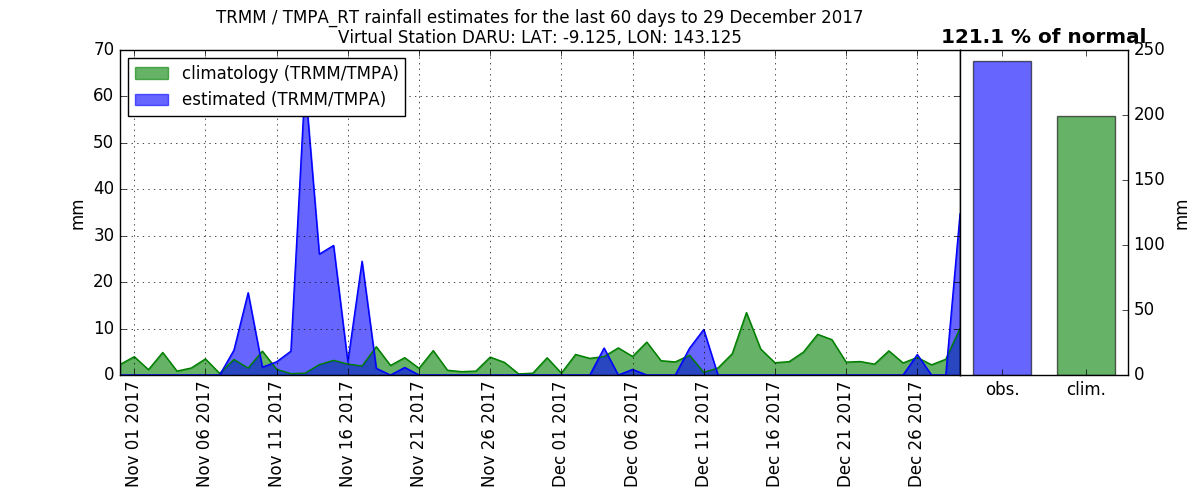 TRMM / TMPA_RT rainfall estimates for the last 60 days to 29 December 2017
Virtual Station DARU: LAT: -9.125, LON: 143.125
121.1 % of normal
climatology (TRMM/TMPA)
estimated (TRMM/TMPA)
70
60
50
40
30
20
10
0
mm
250
200
150
100
50
0
mm
Nov 01 2017
Nov 06 2017
Nov 11 2017
Nov 16 2017
Nov 21 2017
Nov 26 2017
Dec 01 2017
Dec 06 2017
Dec 11 2017
Dec 16 2017
Dec 21 2017
Dec 26 2017
obs.
clim.